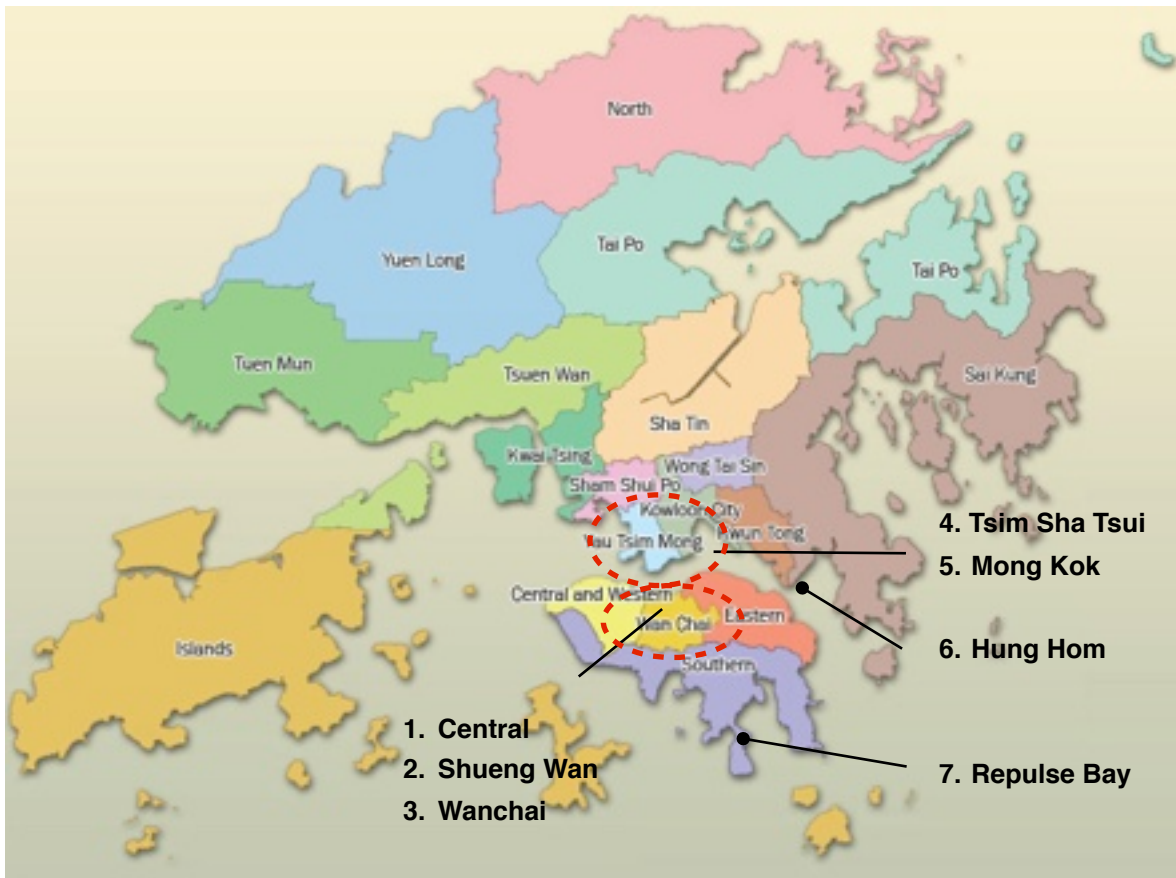 North
Yuen Long
Tai Po
Tai Po
Tuen Mun
Tsuen Wan
Sai Kung
Sha Tin
Kwai Tsing
Wong Tai Sin
Sham Shui Po
Kowloon City
Kwun Tong
Yau Tsim Mong
4. Tsim Sha Tsui
5. Mong Kok
Central and Western
Wan Chai
Eastern
Islands
Southern
6. Hung Hom
1. Central
2. Shueng Wan
3. Wanchai
7. Repulse Bay